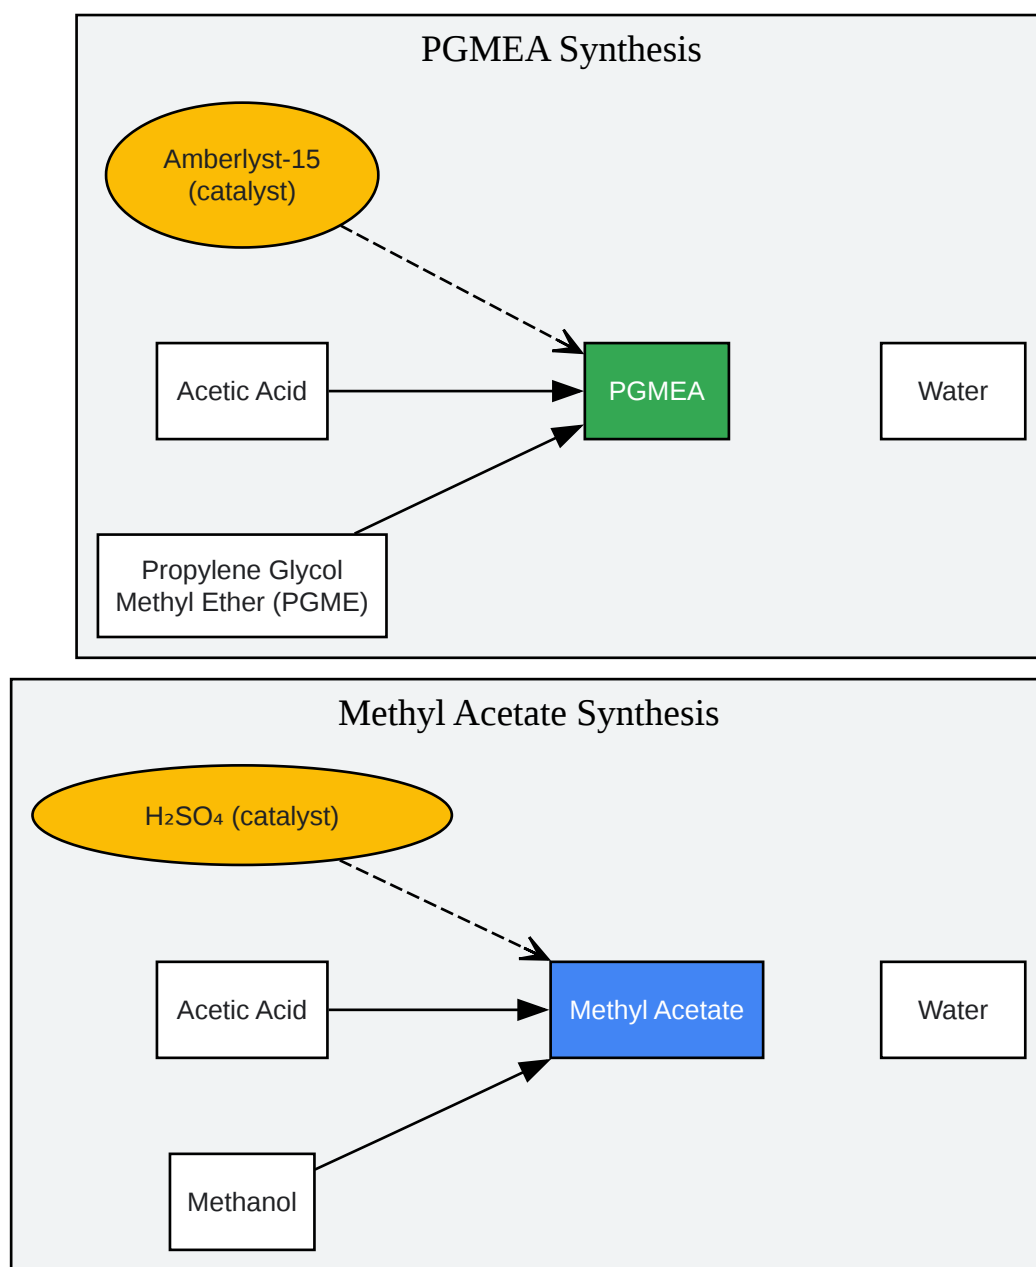 PGMEA Synthesis
Amberlyst-15
(catalyst)
Acetic Acid
PGMEA
Water
Propylene Glycol
Methyl Ether (PGME)
Methyl Acetate Synthesis
H₂SO₄ (catalyst)
Acetic Acid
Methyl Acetate
Water
Methanol